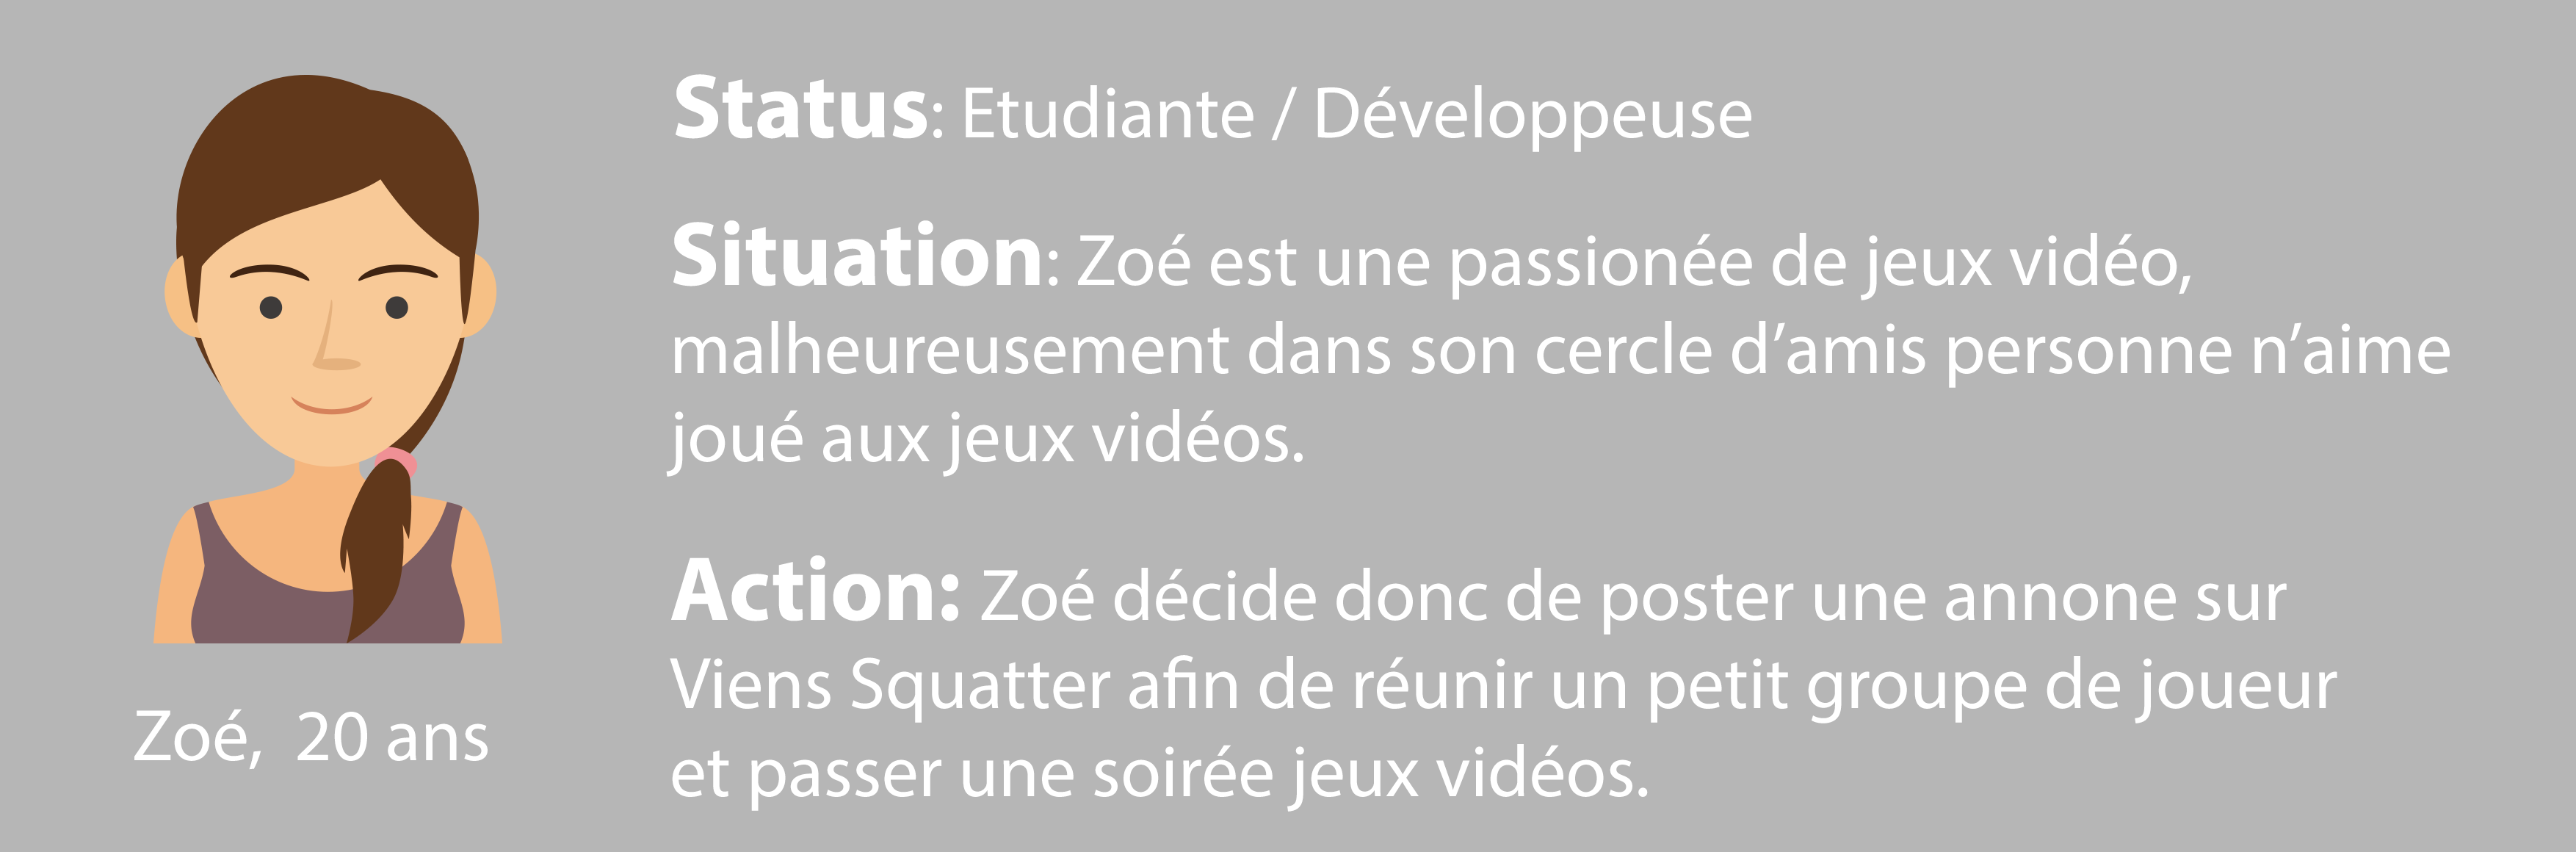 Status: Etudiante / Développeuse
Situation: Zoé est une passionée de jeux vidéo,
malheureusement dans son cercle d’amis personne n’aime
joué aux jeux vidéos.
Action: Zoé décide donc de poster une annone sur
Viens Squatter afin de réunir un petit groupe de joueur
et passer une soirée jeux vidéos.
Zoé,  20 ans